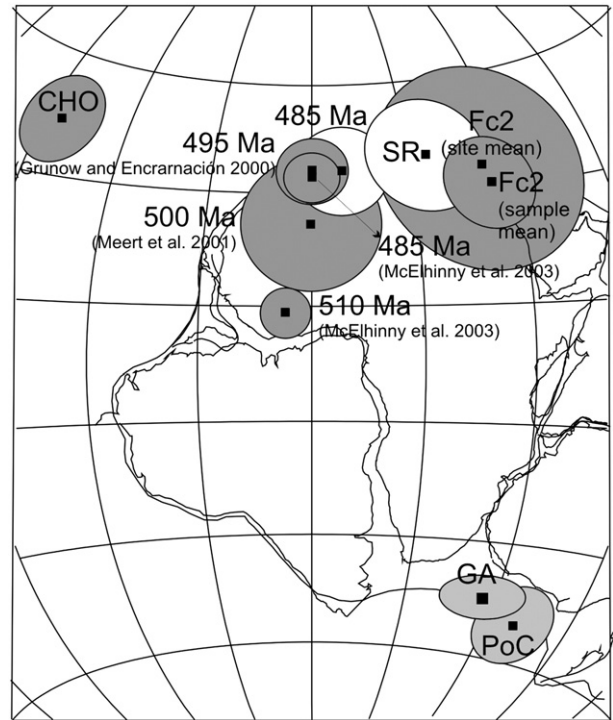 CHO
485 Ma
495 Ma
(Grunow and Encrarnación 2000)
SR
Fc2
(site mean)
Fc2
(sample
mean)
500 Ma
(Meert et al. 2001)
485 Ma
(McElhinny et al. 2003)
510 Ma
(McElhinny et al. 2003)
GA
PoC